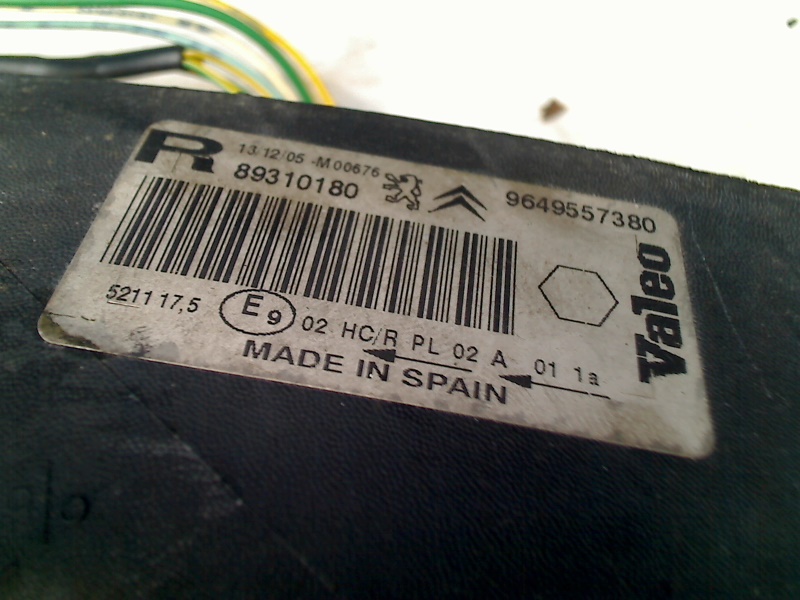 R
13/12/05 -M00676
89310180
9649557380
Valeo
5211 17,5
E9 02 HC/R PL 02 A 01 1a
MADE IN SPAIN